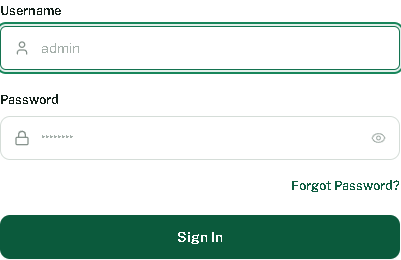 Username
admin
Password
********
Forgot Password?
Sign In